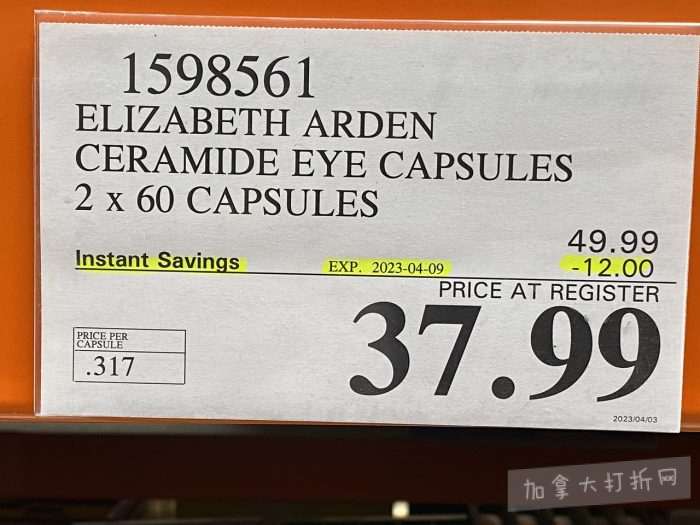 1598561
ELIZABETH ARDEN
CERAMIDE EYE CAPSULES
2 x 60 CAPSULES
49.99
Instant Savings EXP. 2023-04-09 -12.00
PRICE AT REGISTER
37.99
PRICE PER
CAPSULE
.317
2023/04/03
加拿大打折网